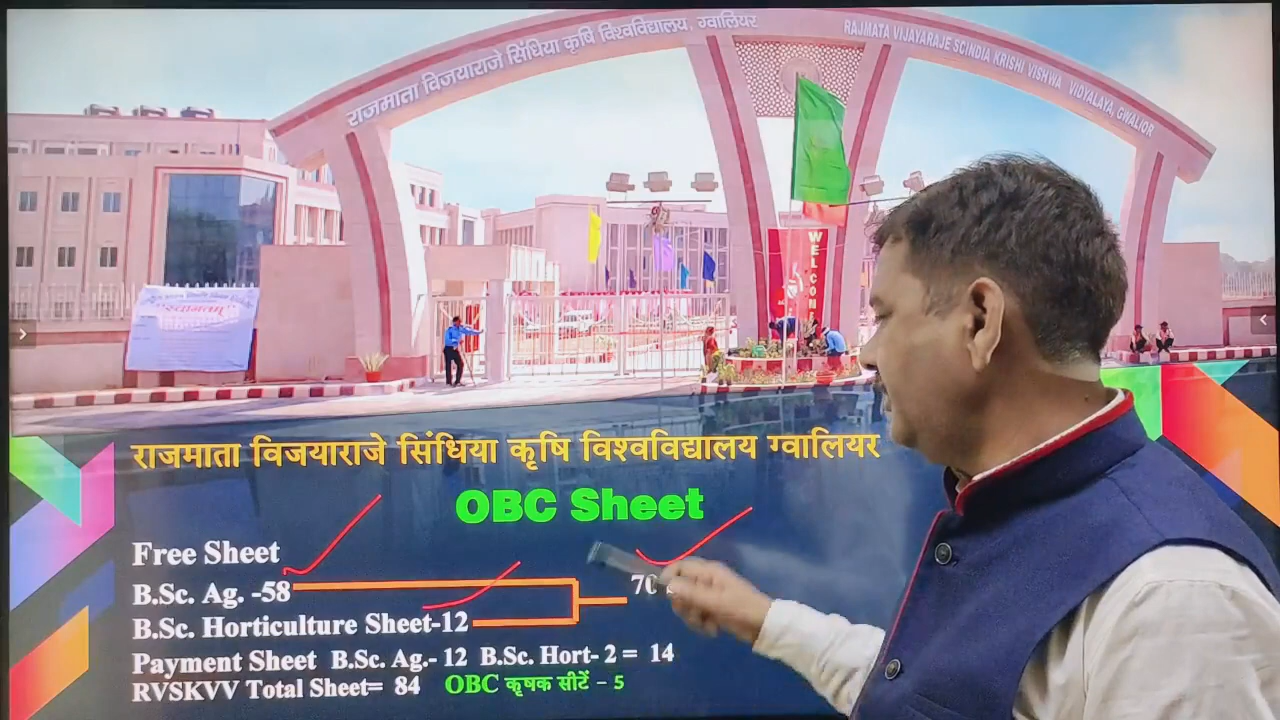 राजमाता विजयाराजे सिंधिया कृषि विश्वविद्यालय, ग्वालियर
RAJMATA VIJAYARAJE SCINDIA KRISHI VISHWA VIDYALAYA, GWALIOR
WELCOM
राजमाता विजयाराजे सिंधिया कृषि विश्वविद्यालय ग्वालियर
OBC Sheet
Free Sheet
B.Sc. Ag. -58
70
B.Sc. Horticulture Sheet-12
Payment Sheet B.Sc. Ag.- 12 B.Sc. Hort- 2 = 14
RVSKVV Total Sheet= 84 OBC कृषक सीटें - 5